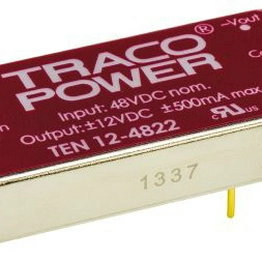 -Vout
TRACO®
POWER
Input: 48VDC nom.
Output: ±12VDC ±500mA max
TEN 12-4822
1337